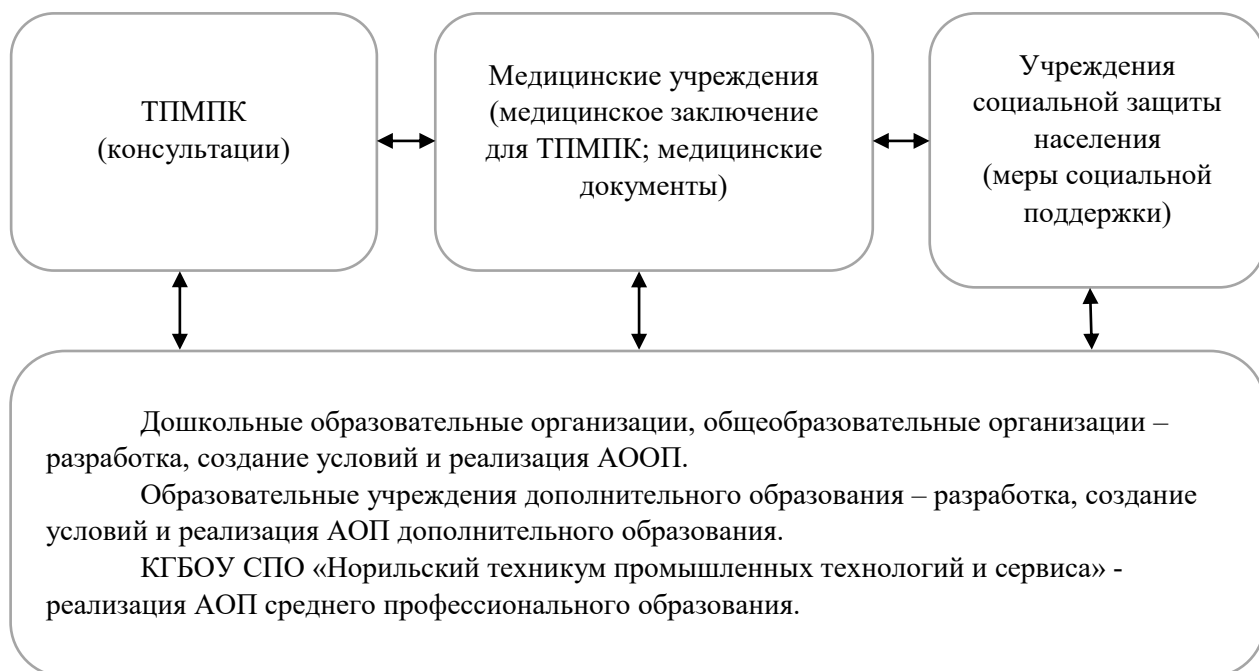 ТПМПК
(консультации)
Медицинские учреждения
(медицинское заключение
для ТПМПК; медицинские
документы)
Учреждения
социальной защиты
населения
(меры социальной
поддержки)
Дошкольные образовательные организации, общеобразовательные организации –
разработка, создание условий и реализация АООП.
Образовательные учреждения дополнительного образования – разработка, создание
условий и реализация АОП дополнительного образования.
КГБОУ СПО «Норильский техникум промышленных технологий и сервиса» -
реализация АОП среднего профессионального образования.